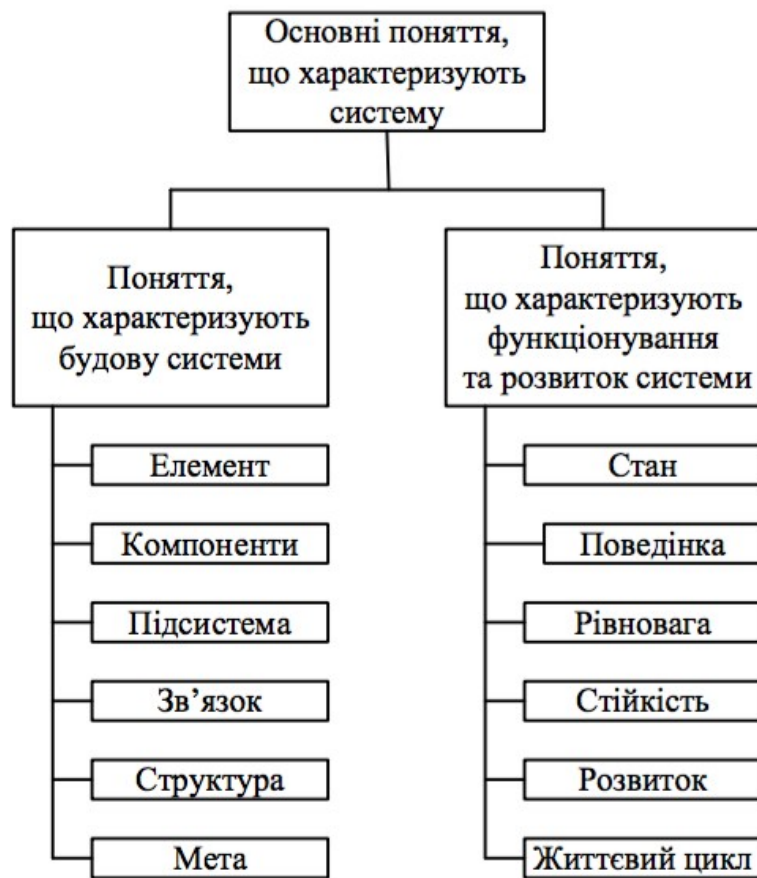 Основні поняття,
що характеризують
систему
Поняття,
що характеризують
будову системи
Елемент
Компоненти
Підсистема
Зв’язок
Структура
Мета
Поняття,
що характеризують
функціонування
та розвиток системи
Стан
Поведінка
Рівновага
Стійкість
Розвиток
Життєвий цикл